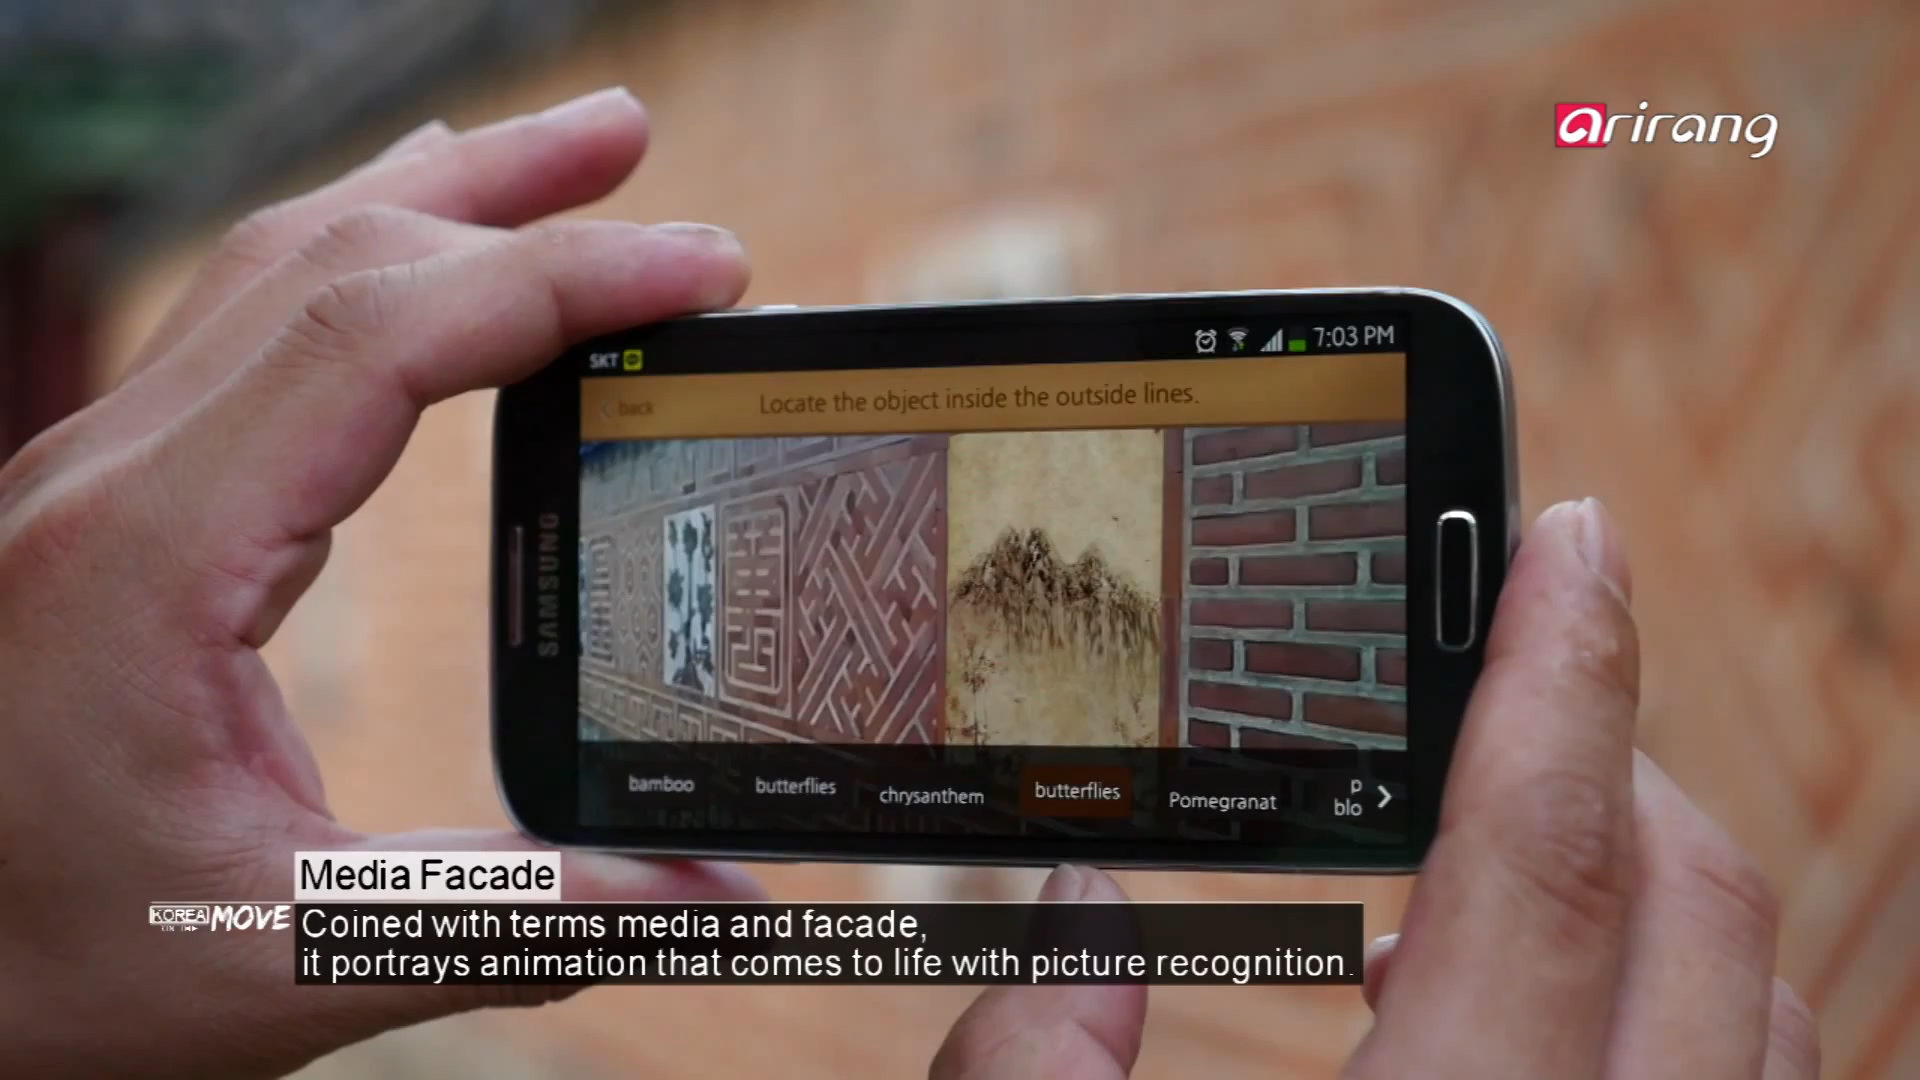 arirang
SKT
7:03 PM
back
Locate the object inside the outside lines.
SAMSUNG
bamboo
butterflies
chrysanthem
butterflies
Pomegranat
p
blo
Media Facade
KOREA MOVE
Coined with terms media and facade,
it portrays animation that comes to life with picture recognition.